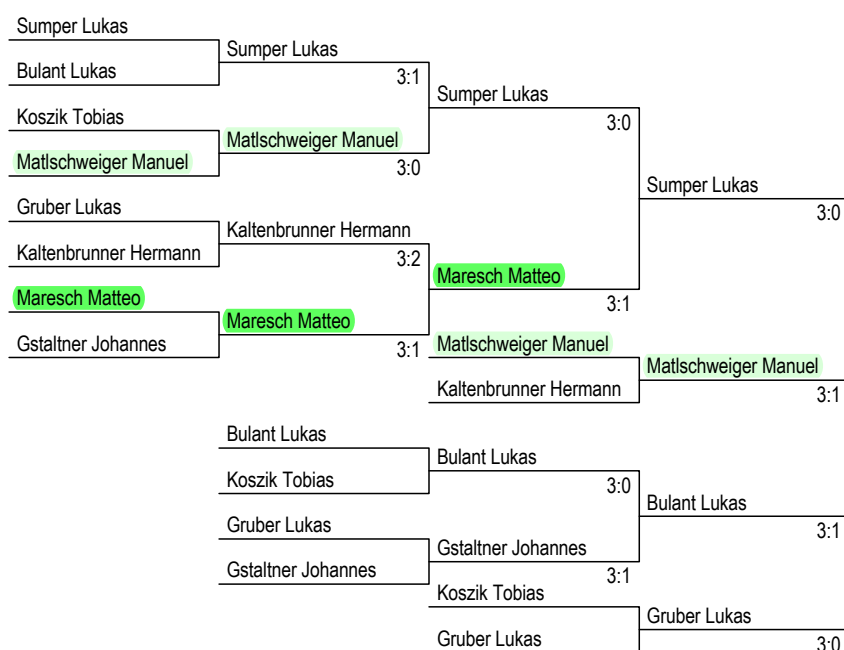 Sumper Lukas
Sumper Lukas
Bulant Lukas
3:1
Sumper Lukas
Koszik Tobias
3:0
Matlschweiger Manuel
Matlschweiger Manuel
3:0
Sumper Lukas
Gruber Lukas
3:0
Kaltenbrunner Hermann
Kaltenbrunner Hermann
3:2
Maresch Matteo
Maresch Matteo
3:1
Maresch Matteo
Gstaltner Johannes
3:1
Matlschweiger Manuel
Matlschweiger Manuel
Kaltenbrunner Hermann
3:1
Bulant Lukas
Bulant Lukas
Koszik Tobias
3:0
Bulant Lukas
Gruber Lukas
3:1
Gstaltner Johannes
Gstaltner Johannes
3:1
Koszik Tobias
Gruber Lukas
Gruber Lukas
3:0